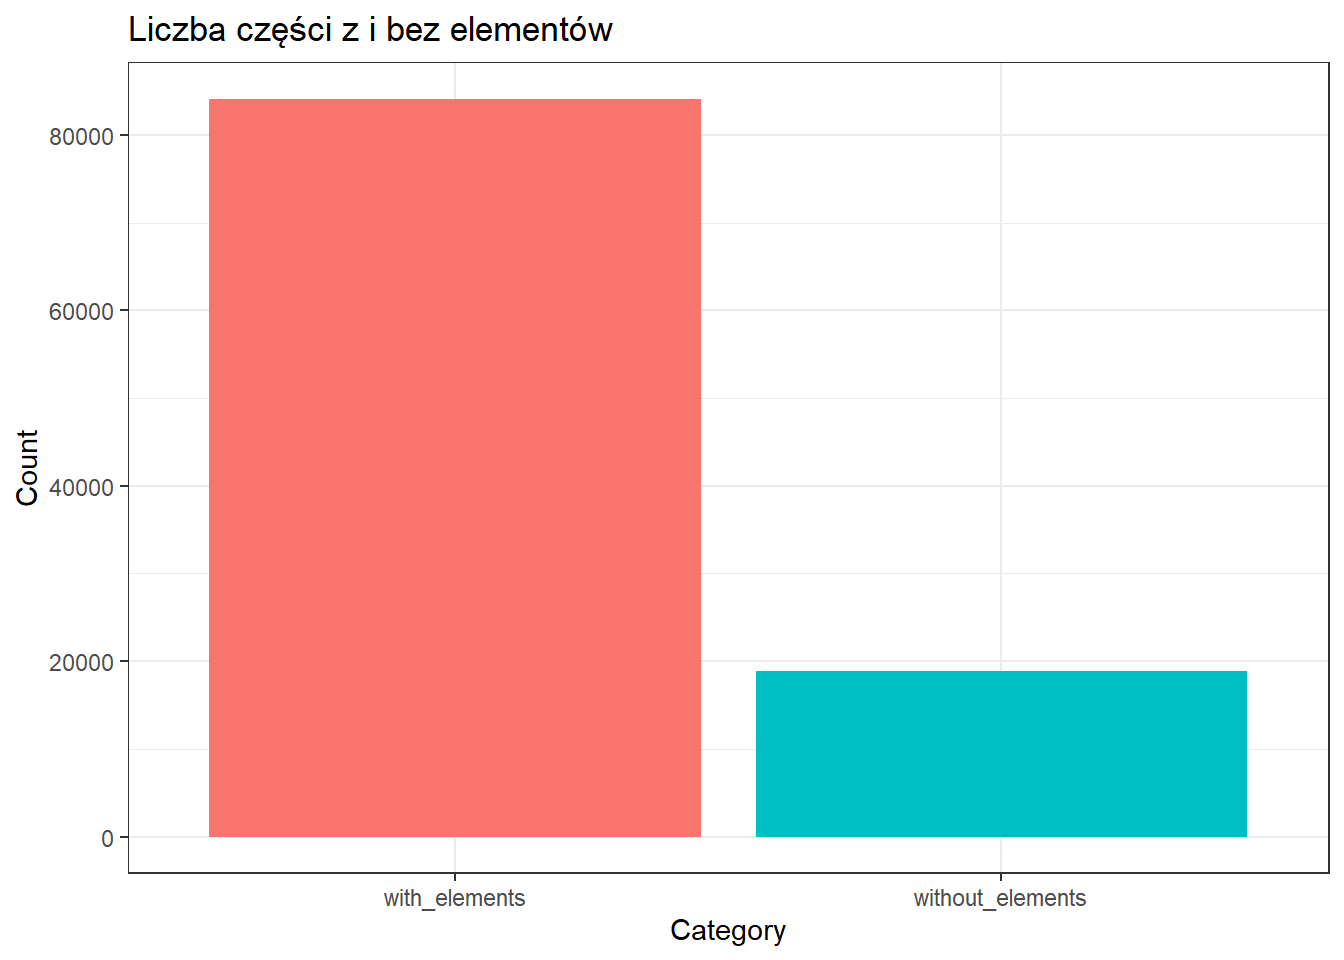 Liczba części z i bez elementów
Count
80000
60000
40000
20000
0
with_elements
without_elements
Category